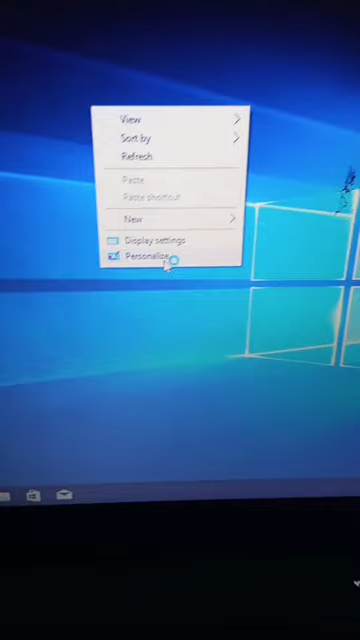 View
Sort by
Refresh
Paste
Paste shortcut
New
Display settings
Personalize